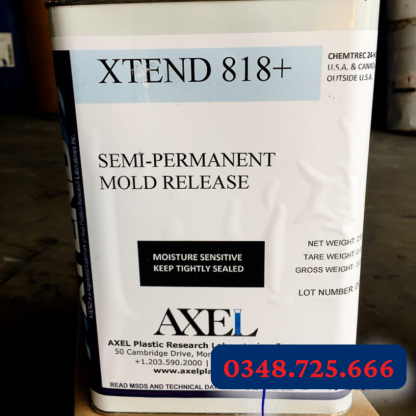 XTEND 818+
CHEMTREC 24-
U.S.A. & CAN
OUTSIDE U.S.A
SEMI-PERMANENT
MOLD RELEASE
MOISTURE SENSITIVE
KEEP TIGHTLY SEALED
NET WEIGHT:
TARE WEIGHT:
GROSS WEIGHT:
LOT NUMBER:
AXEL
AXEL Plastic Research
50 Cambridge Drive, Mon
+1.203.590.2000 |
www.axelpla
READ MSDS AND TECHNICAL DA
0348.725.666